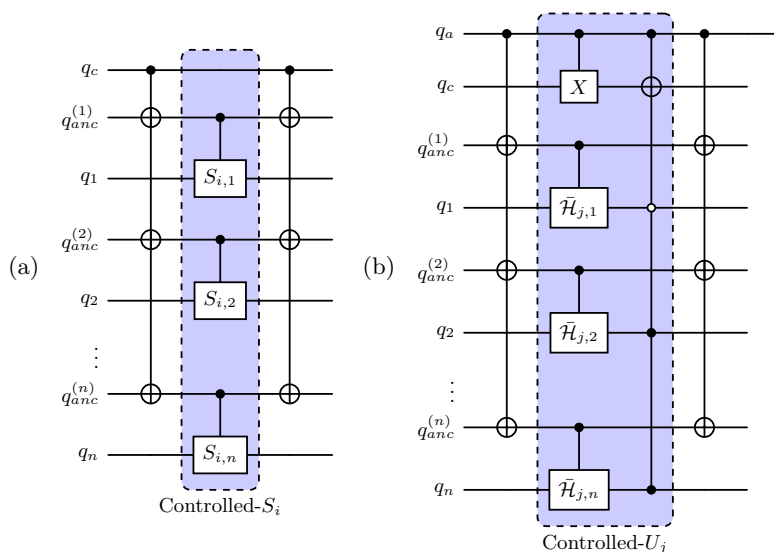 (a)
q_c
q_{anc}^{(1)}
q_1 S_{i,1}
q_{anc}^{(2)}
q_2 S_{i,2}
⋮
q_{anc}^{(n)}
q_n S_{i,n}
Controlled-S_i
(b)
q_a
q_c X
q_{anc}^{(1)}
q_1 \bar{\mathcal{H}}_{j,1}
q_{anc}^{(2)}
q_2 \bar{\mathcal{H}}_{j,2}
⋮
q_{anc}^{(n)}
q_n \bar{\mathcal{H}}_{j,n}
Controlled-U_j